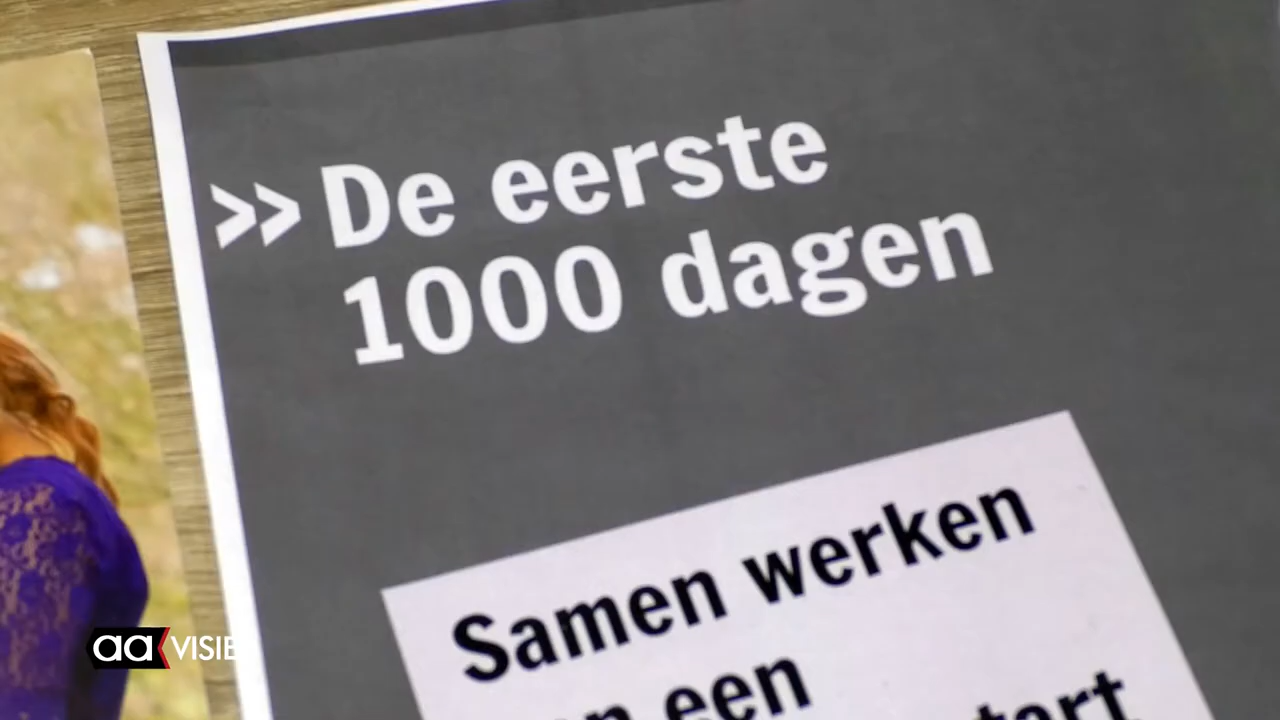 >> De eerste
1000 dagen
Samen werken
een
aa VISIE